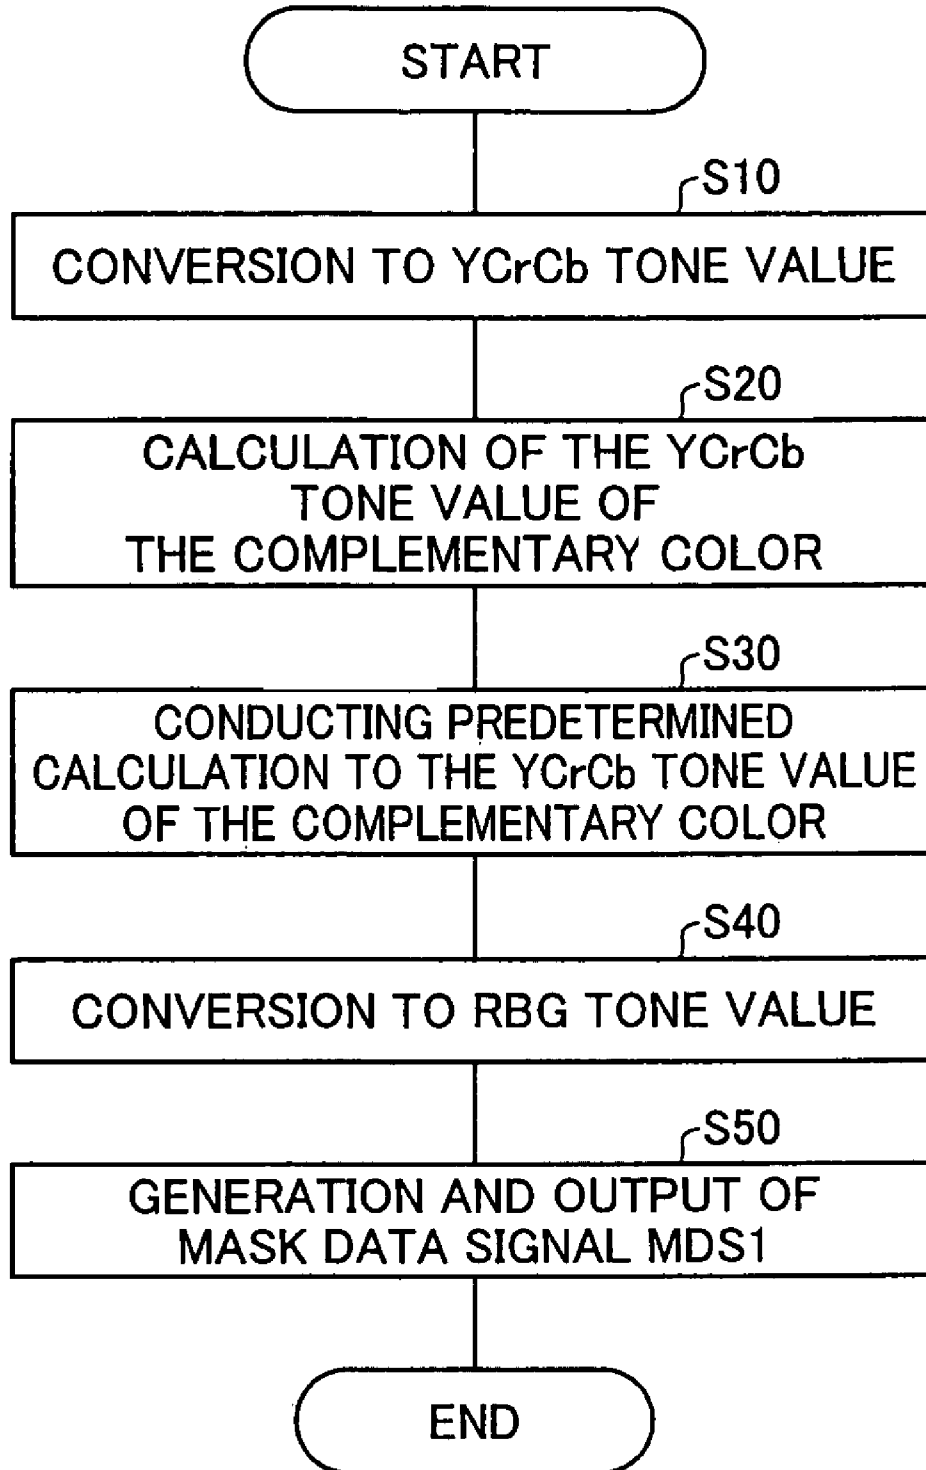 START
S10
CONVERSION TO YCrCb TONE VALUE
S20
CALCULATION OF THE YCrCb
TONE VALUE OF
THE COMPLEMENTARY COLOR
S30
CONDUCTING PREDETERMINED
CALCULATION TO THE YCrCb TONE VALUE
OF THE COMPLEMENTARY COLOR
S40
CONVERSION TO RBG TONE VALUE
S50
GENERATION AND OUTPUT OF
MASK DATA SIGNAL MDS1
END